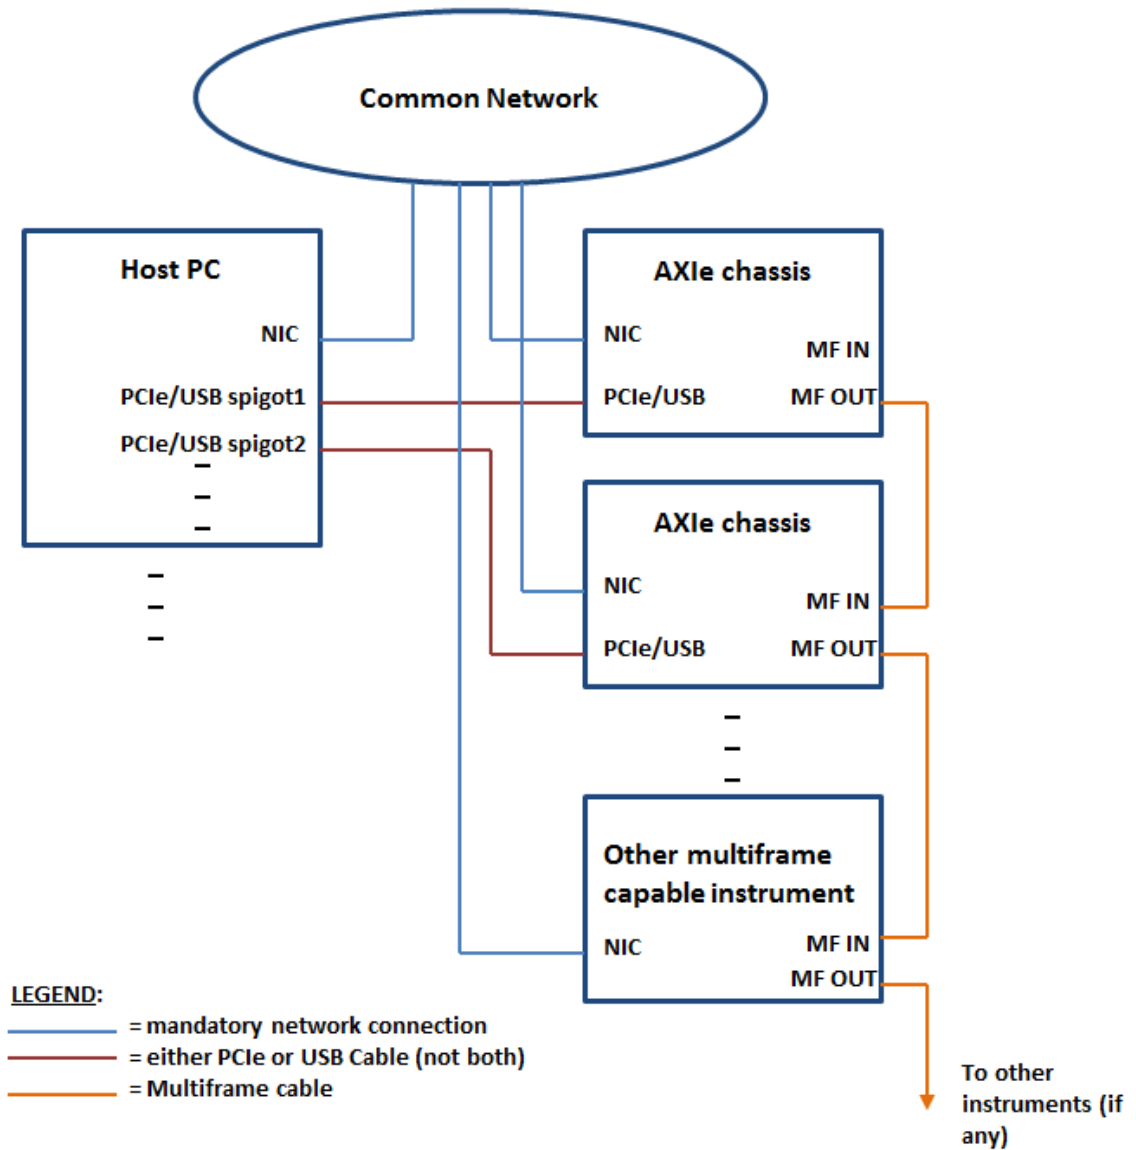 Common Network
Host PC
NIC
PCIe/USB spigot1
PCIe/USB spigot2
AXIe chassis
NIC
MF IN
PCIe/USB
MF OUT
AXIe chassis
NIC
MF IN
PCIe/USB
MF OUT
Other multiframe
capable instrument
NIC
MF IN
MF OUT
LEGEND:
= mandatory network connection
= either PCIe or USB Cable (not both)
= Multiframe cable
To other
instruments (if
any)